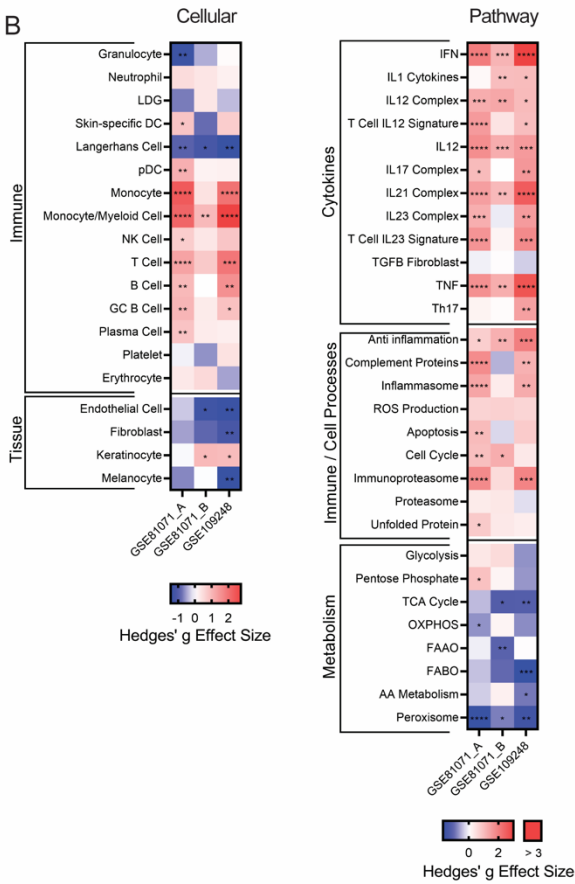 B
Cellular
Immune
Granulocyte **
Neutrophil
LDG
Skin-specific DC *
Langerhans Cell ** * **
pDC **
Monocyte **** ****
Monocyte/Myeloid Cell **** ** ****
NK Cell *
T Cell **** ***
B Cell ** **
GC B Cell ** *
Plasma Cell **
Platelet
Erythrocyte
Tissue
Endothelial Cell * **
Fibroblast **
Keratinocyte * *
Melanocyte **
GSE81071_A
GSE81071_B
GSE109248
-1 0 1 2
Hedges' g Effect Size
Pathway
Cytokines
IFN **** *** ****
IL1 Cytokines ** *
IL12 Complex *** ** *
T Cell IL12 Signature **** *
IL12 **** *** ***
IL17 Complex * **
IL21 Complex **** ** ****
IL23 Complex *** **
T Cell IL23 Signature **** ***
TGFB Fibroblast
TNF **** ** ****
Th17 **
Immune / Cell Processes
Anti inflammation * ** ***
Complement Proteins **** **
Inflammasome **** **
ROS Production
Apoptosis **
Cell Cycle ** *
Immunoproteasome **** ***
Proteasome
Unfolded Protein *
Metabolism
Glycolysis
Pentose Phosphate *
TCA Cycle * **
OXPHOS *
FAAO **
FABO ***
AA Metabolism *
Peroxisome **** * **
GSE81071_A
GSE81071_B
GSE109248
0 2 > 3
Hedges' g Effect Size